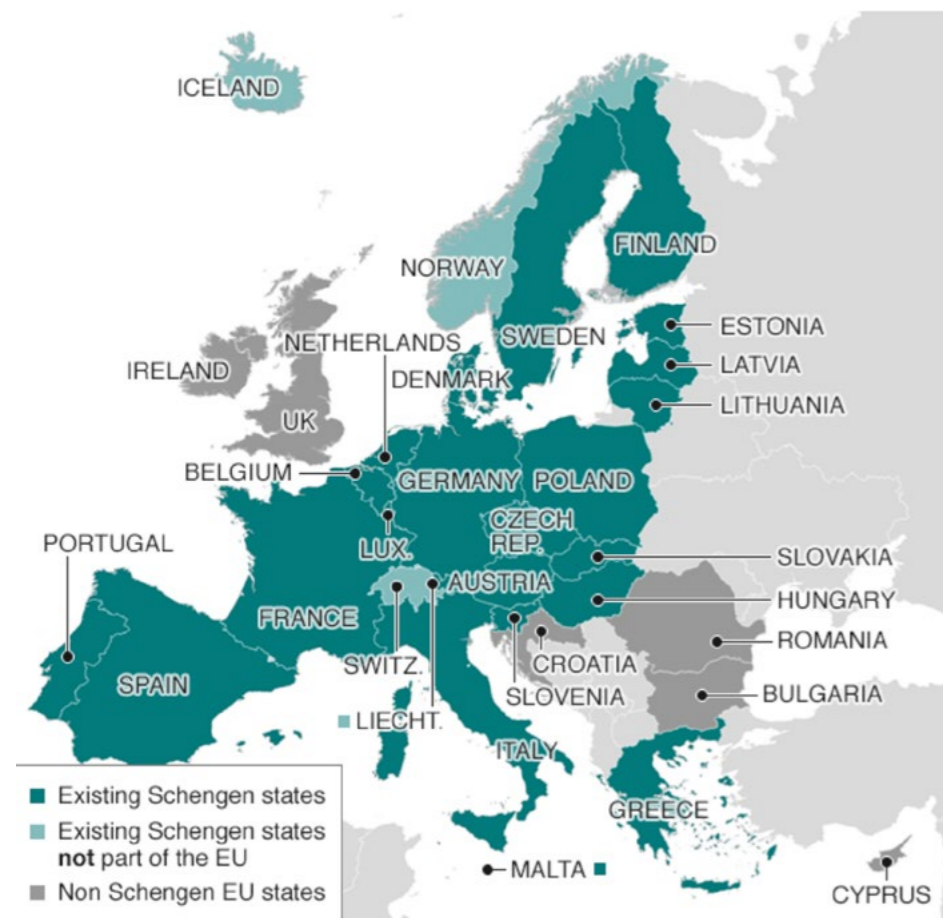 ICELAND
NORWAY
FINLAND
SWEDEN
ESTONIA
NETHERLANDS
LATVIA
IRELAND
DENMARK
LITHUANIA
UK
BELGIUM
GERMANY
POLAND
CZECH
REP.
PORTUGAL
LUX.
SLOVAKIA
AUSTRIA
HUNGARY
FRANCE
ROMANIA
SWITZ.
CROATIA
SPAIN
SLOVENIA
BULGARIA
LIECHT.
ITALY
GREECE
Existing Schengen states
Existing Schengen states
not part of the EU
Non Schengen EU states
MALTA
CYPRUS